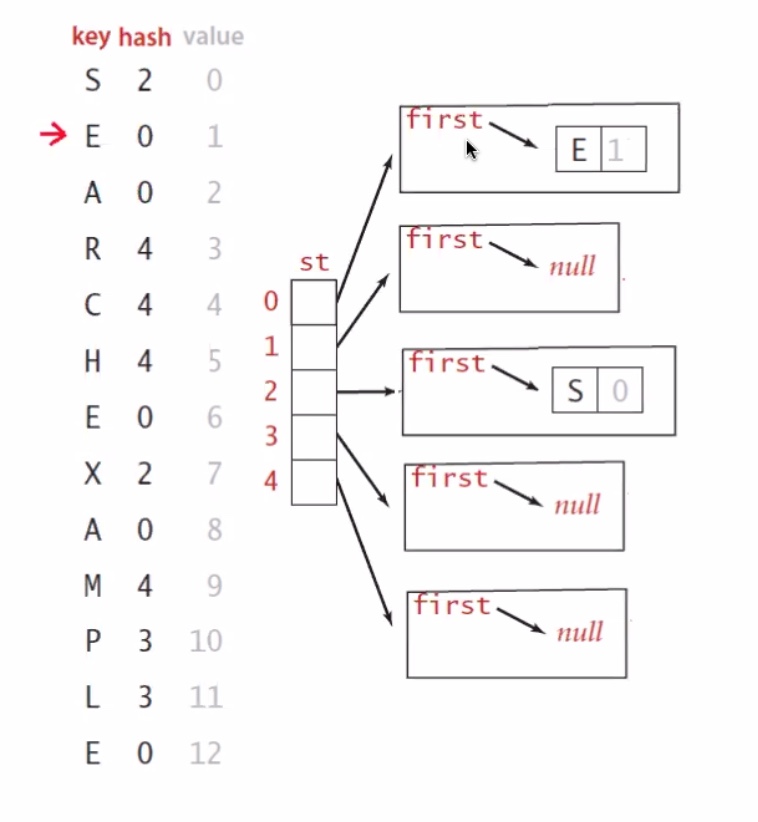 key hash value
S 2 0
E 0 1
A 0 2
R 4 3
C 4 4
H 4 5
E 0 6
X 2 7
A 0 8
M 4 9
P 3 10
L 3 11
E 0 12
st
0
1
2
3
4
first
E 1
first
null
first
S 0
first
null
first
null